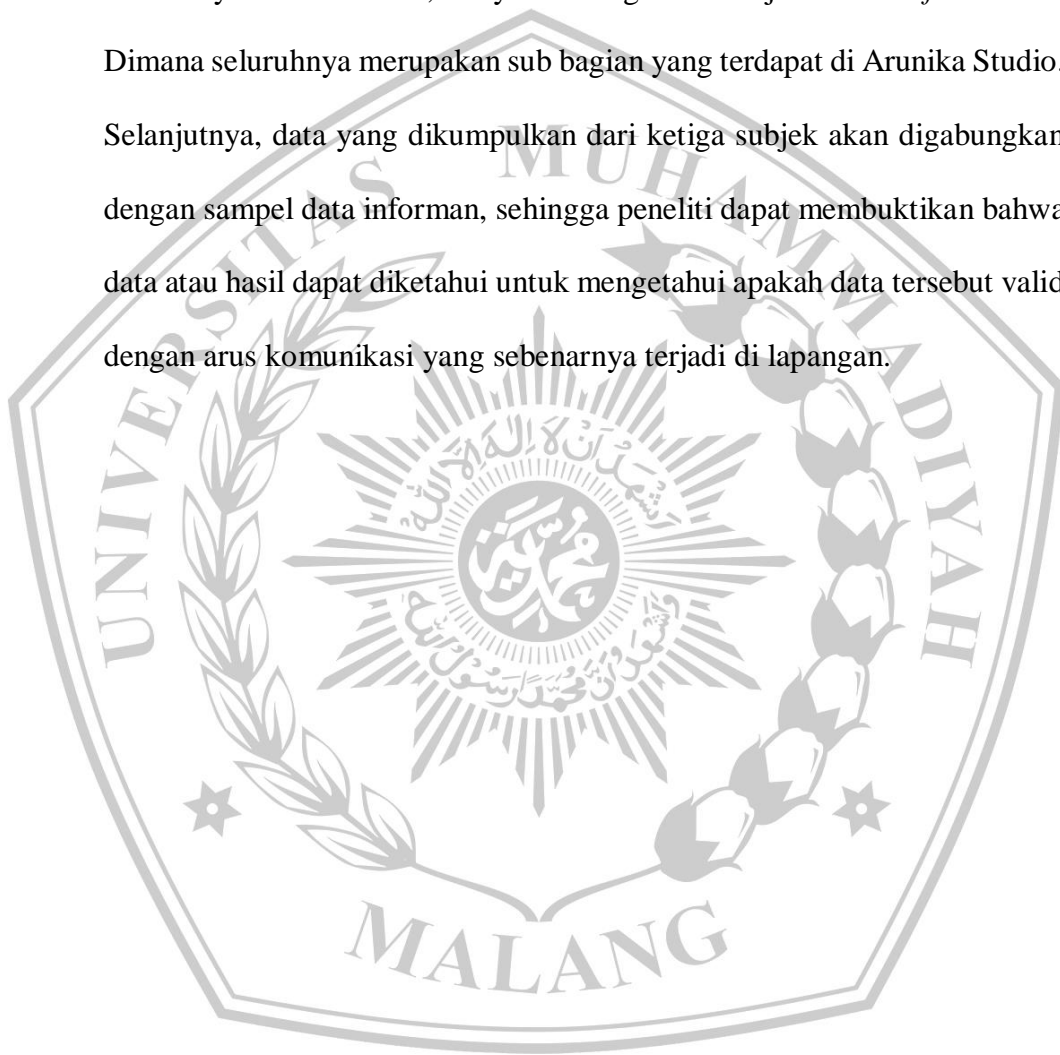 Dimana seluruhnya merupakan sub bagian yang terdapat di Arunika Studio.
Selanjutnya, data yang dikumpulkan dari ketiga subjek akan digabungkan
dengan sampel data informan, sehingga peneliti dapat membuktikan bahwa
data atau hasil dapat diketahui untuk mengetahui apakah data tersebut valid
dengan arus komunikasi yang sebenarnya terjadi di lapangan.
UNIVERSITAS MUHAMMADIYAH
MALANG